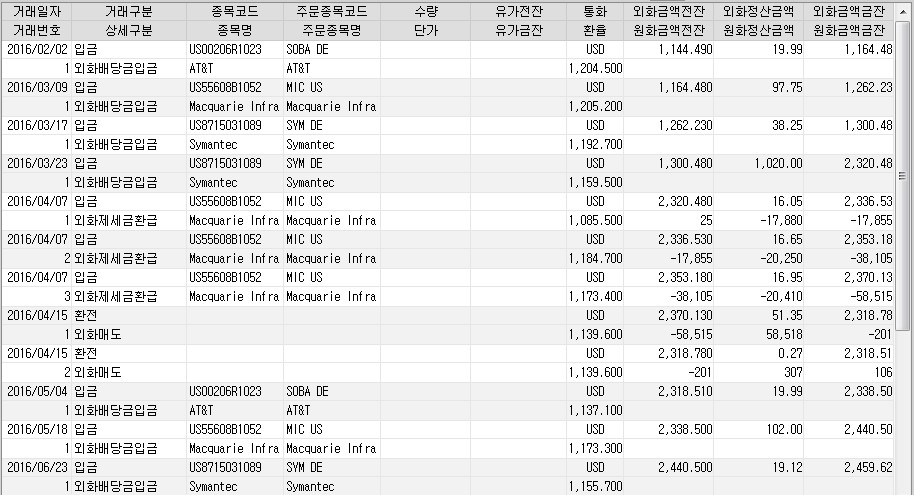 거래일자 거래구분 종목코드 주문종목코드 수량 유가전잔 통화 외화금액전잔 외화정산금액 외화금액금잔
거래번호 상세구분 종목명 주문종목명 단가 유가금잔 환율 원화금액전잔 원화정산금액 원화금액금잔
2016/02/02 입금 US00206R1023 SOBA DE USD 1,144.490 19.99 1,164.48
1 외화배당금입금 AT&T AT&T 1,204.500
2016/03/09 입금 US55608B1052 MIC US USD 1,164.480 97.75 1,262.23
1 외화배당금입금 Macquarie Infra Macquarie Infra 1,205.200
2016/03/17 입금 US8715031089 SYM DE USD 1,262.230 38.25 1,300.48
1 외화배당금입금 Symantec Symantec 1,192.700
2016/03/23 입금 US8715031089 SYM DE USD 1,300.480 1,020.00 2,320.48
1 외화배당금입금 Symantec Symantec 1,159.500
2016/04/07 입금 US55608B1052 MIC US USD 2,320.480 16.05 2,336.53
1 외화제세금환급 Macquarie Infra Macquarie Infra 1,085.500 25 -17,880 -17,855
2016/04/07 입금 US55608B1052 MIC US USD 2,336.530 16.65 2,353.18
2 외화제세금환급 Macquarie Infra Macquarie Infra 1,184.700 -17,855 -20,250 -38,105
2016/04/07 입금 US55608B1052 MIC US USD 2,353.180 16.95 2,370.13
3 외화제세금환급 Macquarie Infra Macquarie Infra 1,173.400 -38,105 -20,410 -58,515
2016/04/15 환전 USD 2,370.130 51.35 2,318.78
1 외화매도 1,139.600 -58,515 58,518 -201
2016/04/15 환전 USD 2,318.780 0.27 2,318.51
2 외화매도 1,139.600 -201 307 106
2016/05/04 입금 US00206R1023 SOBA DE USD 2,318.510 19.99 2,338.50
1 외화배당금입금 AT&T AT&T 1,137.100
2016/05/18 입금 US55608B1052 MIC US USD 2,338.500 102.00 2,440.50
1 외화배당금입금 Macquarie Infra Macquarie Infra 1,173.300
2016/06/23 입금 US8715031089 SYM DE USD 2,440.500 19.12 2,459.62
1 외화배당금입금 Symantec Symantec 1,155.700